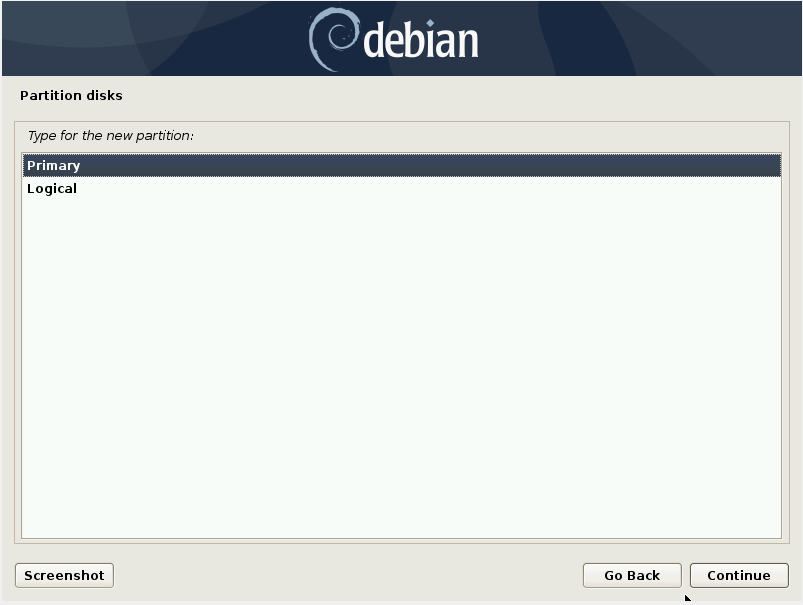 debian
Partition disks
Type for the new partition:
Primary
Logical
Screenshot
Go Back
Continue